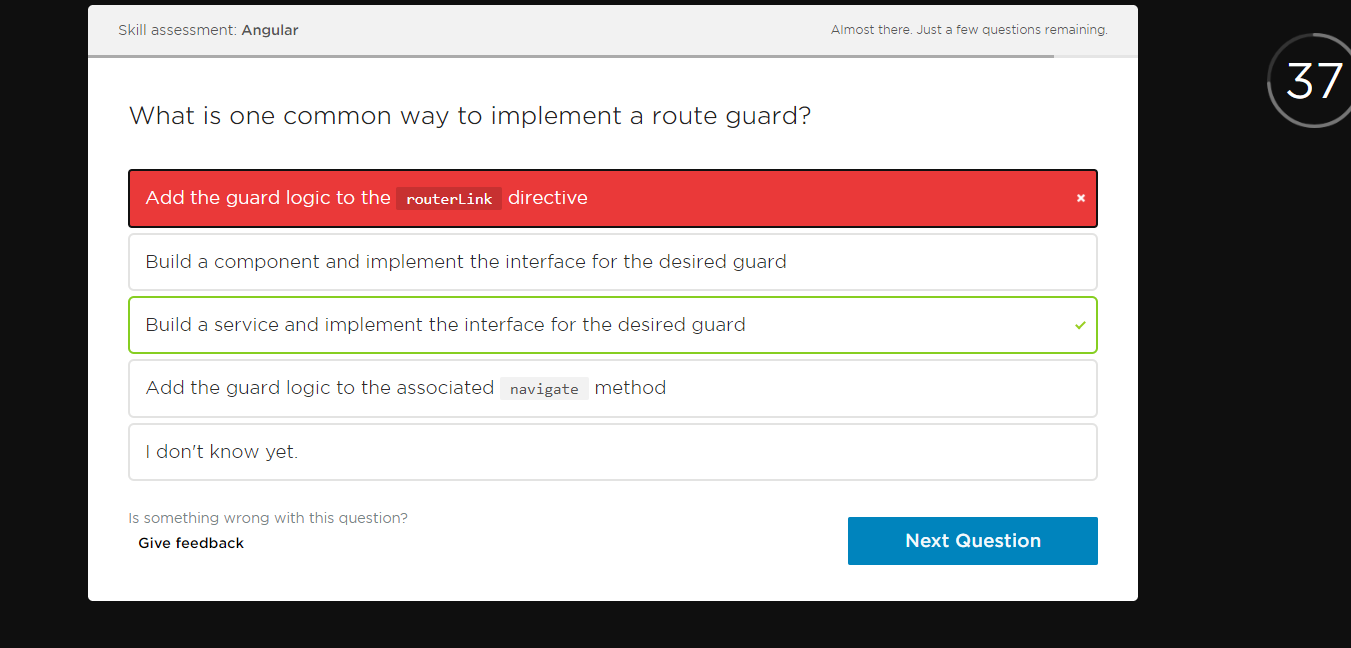 Skill assessment: Angular
Almost there. Just a few questions remaining.
37
What is one common way to implement a route guard?
Add the guard logic to the routerLink directive
Build a component and implement the interface for the desired guard
Build a service and implement the interface for the desired guard
Add the guard logic to the associated navigate method
I don't know yet.
Is something wrong with this question?
Give feedback
Next Question